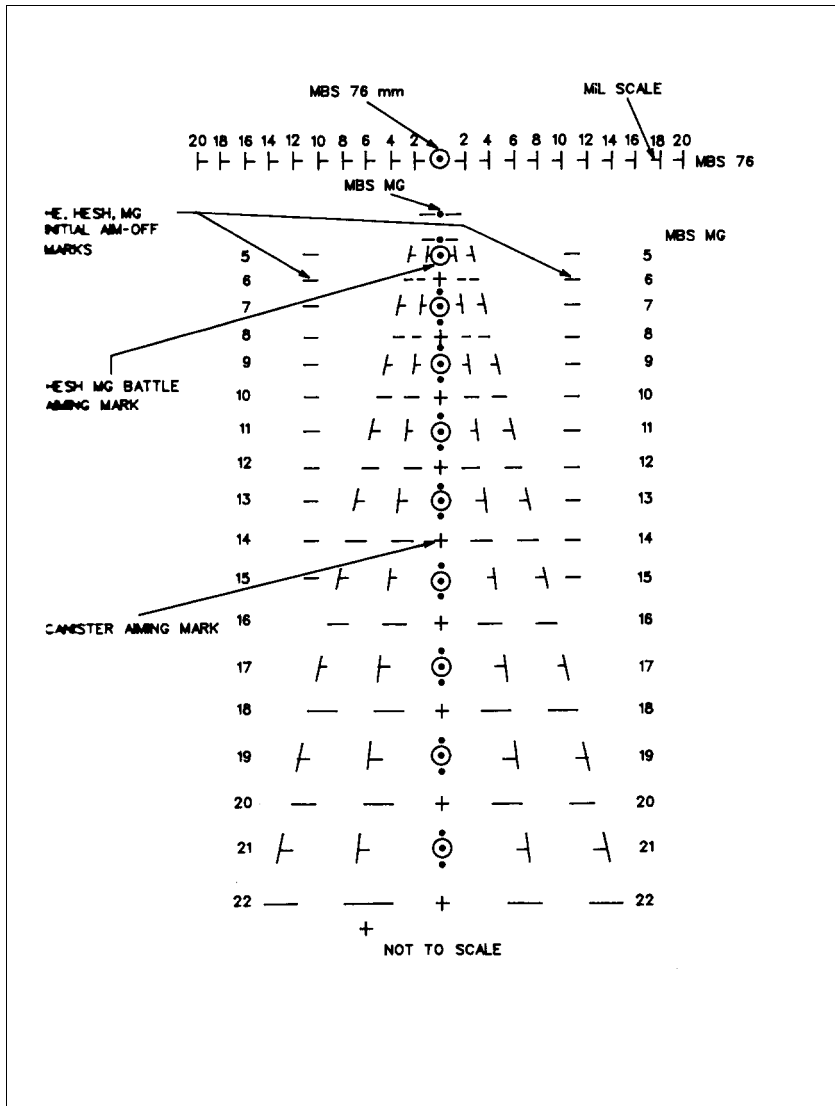 MBS 76 mm
MiL SCALE
20 18 16 14 12 10 8 6 4 2 2 4 6 8 10 12 14 16 18 20
MBS 76
MBS MG
HE, HESH, MG
INITIAL AIM-OFF
MARKS
MBS MG
5 5
6 6
7 7
8 8
9 9
HESH MG BATTLE
AIMING MARK
10 10
11 11
12 12
13 13
14 14
15 15
CANISTER AIMING MARK
16 16
17 17
18 18
19 19
20 20
21 21
22 22
NOT TO SCALE